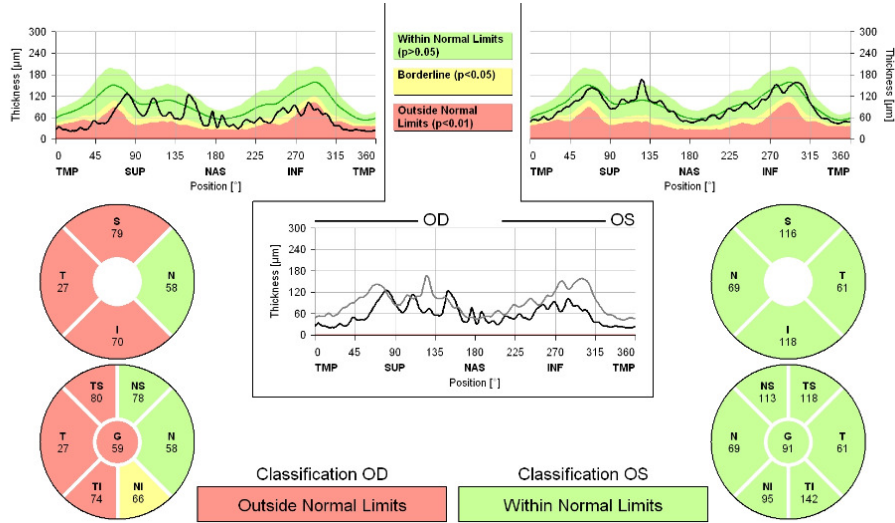 Thickness [µm]
300
240
180
120
60
0
0 45 90 135 180 225 270 315 360
TMP SUP NAS INF TMP
Position [°]
Within Normal Limits
(p>0.05)
Borderline (p<0.05)
Outside Normal
Limits (p<0.01)
300
240
180
120
60
0
Thickness [µm]
0 45 90 135 180 225 270 315 360
TMP SUP NAS INF TMP
Position [°]
S
79
T
27
N
58
I
70
OD OS
Thickness [µm]
300
240
180
120
60
0
0 45 90 135 180 225 270 315 360
TMP SUP NAS INF TMP
Position [°]
S
116
N
69
T
61
I
118
TS
80
NS
78
T
27
G
59
N
58
TI
74
NI
66
Classification OD
Outside Normal Limits
Classification OS
Within Normal Limits
NS
113
TS
118
N
69
G
91
T
61
NI
95
TI
142